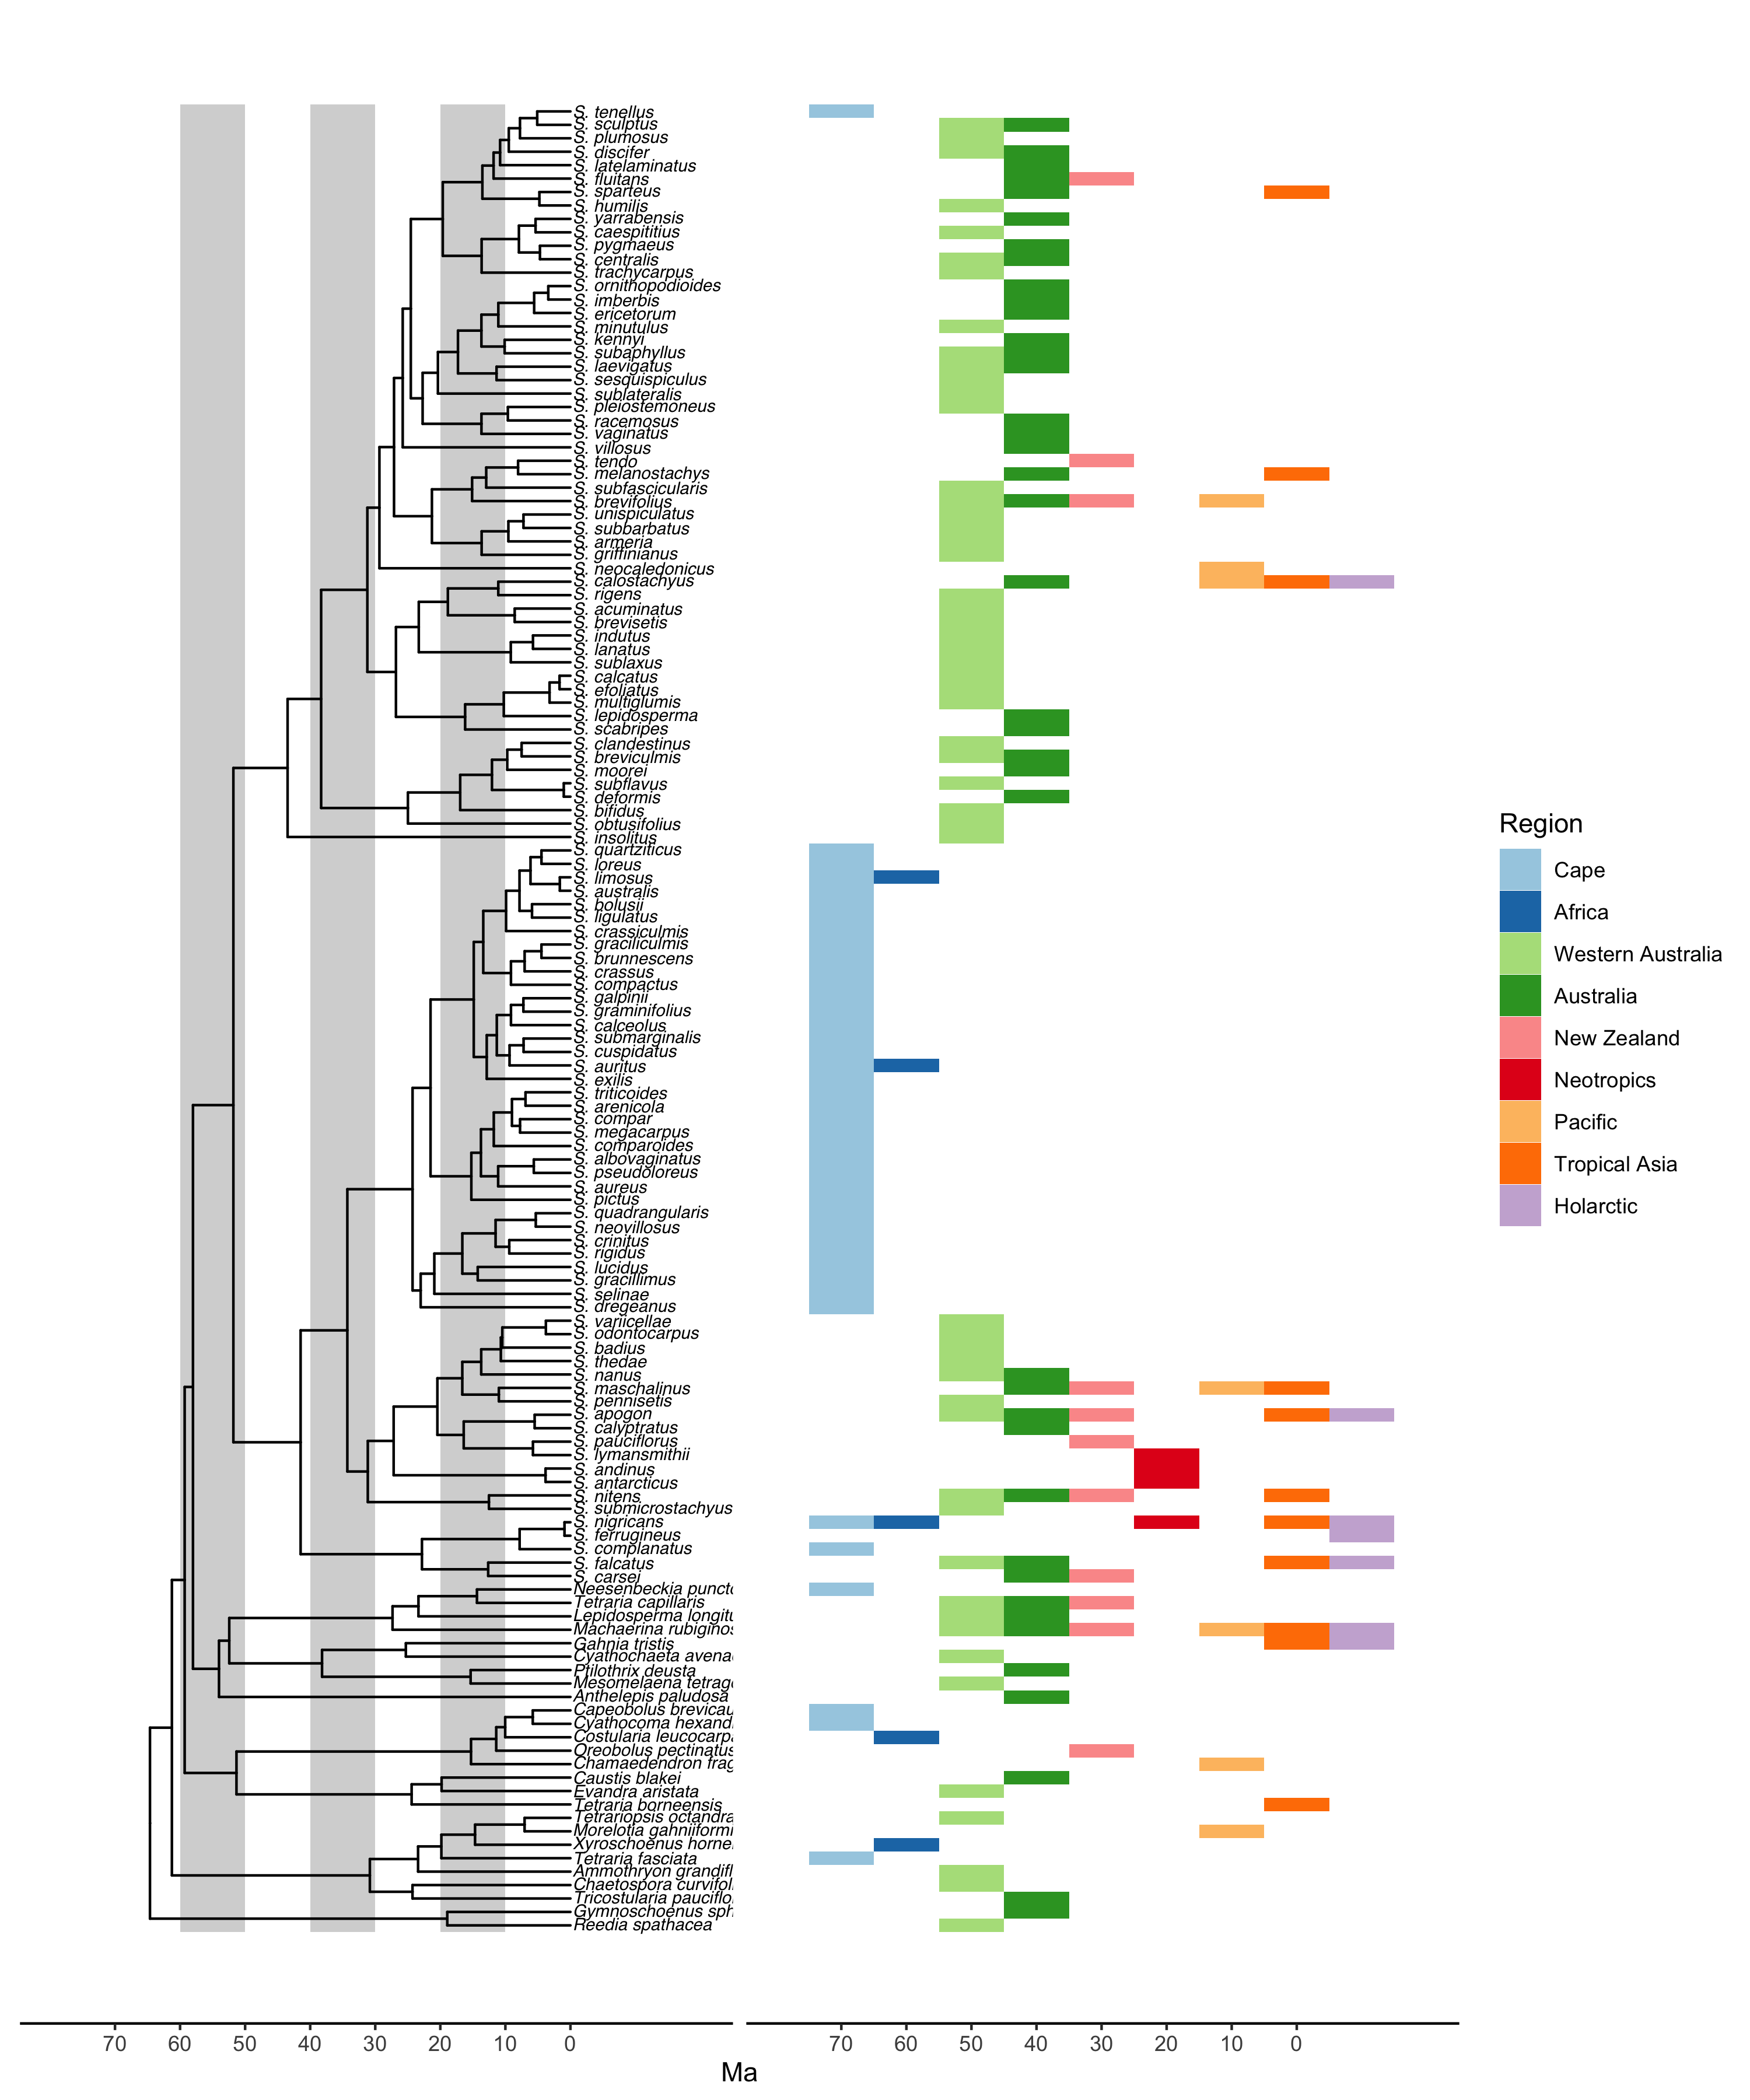 S. tenellus
S. sculptus
S. plumosus
S. discifer
S. latelaminatus
S. fluitans
S. sparteus
S. humilis
S. yarrabensis
S. caespititius
S. pygmaeus
S. centralis
S. trachycarpus
S. ornithopodioides
S. imberbis
S. ericetorum
S. minutulus
S. kennyi
S. subaphyllus
S. laevigatus
S. sesquispiculus
S. sublateralis
S. pleiostemoneus
S. racemosus
S. vaginatus
S. villosus
S. tendo
S. melanostachys
S. subfascicularis
S. brevifolius
S. unispiculatus
S. subbarbatus
S. armeria
S. griffinianus
S. neocaledonicus
S. calostachyus
S. rigens
S. acuminatus
S. brevisetis
S. indutus
S. lanatus
S. sublaxus
S. calcatus
S. efoliatus
S. multiglumis
S. lepidosperma
S. scabripes
S. clandestinus
S. breviculmis
S. moorei
S. subflavus
S. deformis
S. bifidus
S. obtusifolius
S. insolitus
S. quartziticus
S. loreus
S. limosus
S. australis
S. bolusii
S. ligulatus
S. crassiculmis
S. graciliculmis
S. brunnescens
S. crassus
S. compactus
S. galpinii
S. graminifolius
S. calceolus
S. submarginalis
S. cuspidatus
S. auritus
S. exilis
S. triticoides
S. arenicola
S. compar
S. megacarpus
S. comparoides
S. albovaginatus
S. pseudoloreus
S. aureus
S. pictus
S. quadrangularis
S. neovillosus
S. crinitus
S. rigidus
S. lucidus
S. gracillimus
S. selinae
S. dregeanus
S. variicellae
S. odontocarpus
S. badius
S. thedae
S. nanus
S. maschalinus
S. pennisetis
S. apogon
S. calyptratus
S. pauciflorus
S. lymansmithii
S. andinus
S. antarcticus
S. nitens
S. submicrostachyus
S. nigricans
S. ferrugineus
S. complanatus
S. falcatus
S. carsei
Neesenbeckia puncto
Tetraria capillaris
Lepidosperma longitu
Machaerina rubiginos
Gahnia tristis
Cyathochaeta avena
Ptilothrix deusta
Mesomelaena tetrago
Anthelepis paludosa
Capeobolus brevicau
Cyathocoma hexand
Costularia leucocarpa
Oreobolus pectinatus
Chamaedendron frag
Caustis blakei
Evandra aristata
Tetraria borneensis
Tetrariopsis octandra
Morelotia gahniiformi
Xyroschoenus horne
Tetraria fasciata
Ammothryon grandifl
Chaetospora curvifoli
Tricostularia pauciflo
Gymnoschoenus sph
Reedia spathacea
Region
Cape
Africa
Western Australia
Australia
New Zealand
Neotropics
Pacific
Tropical Asia
Holarctic
70 60 50 40 30 20 10 0 70 60 50 40 30 20 10 0
Ma